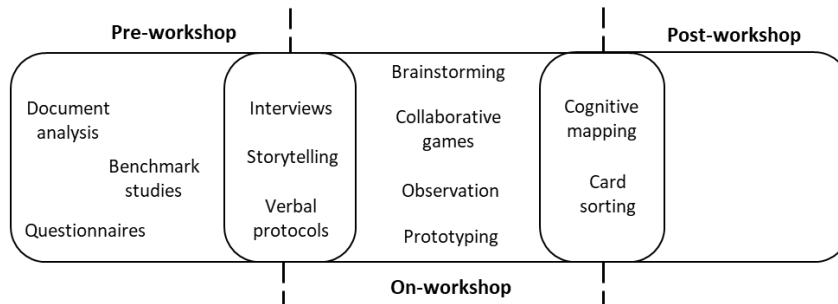 Pre-workshop
Post-workshop
Document
analysis
Benchmark
studies
Questionnaires
Interviews
Storytelling
Verbal
protocols
Brainstorming
Collaborative
games
Observation
Prototyping
Cognitive
mapping
Card
sorting
On-workshop